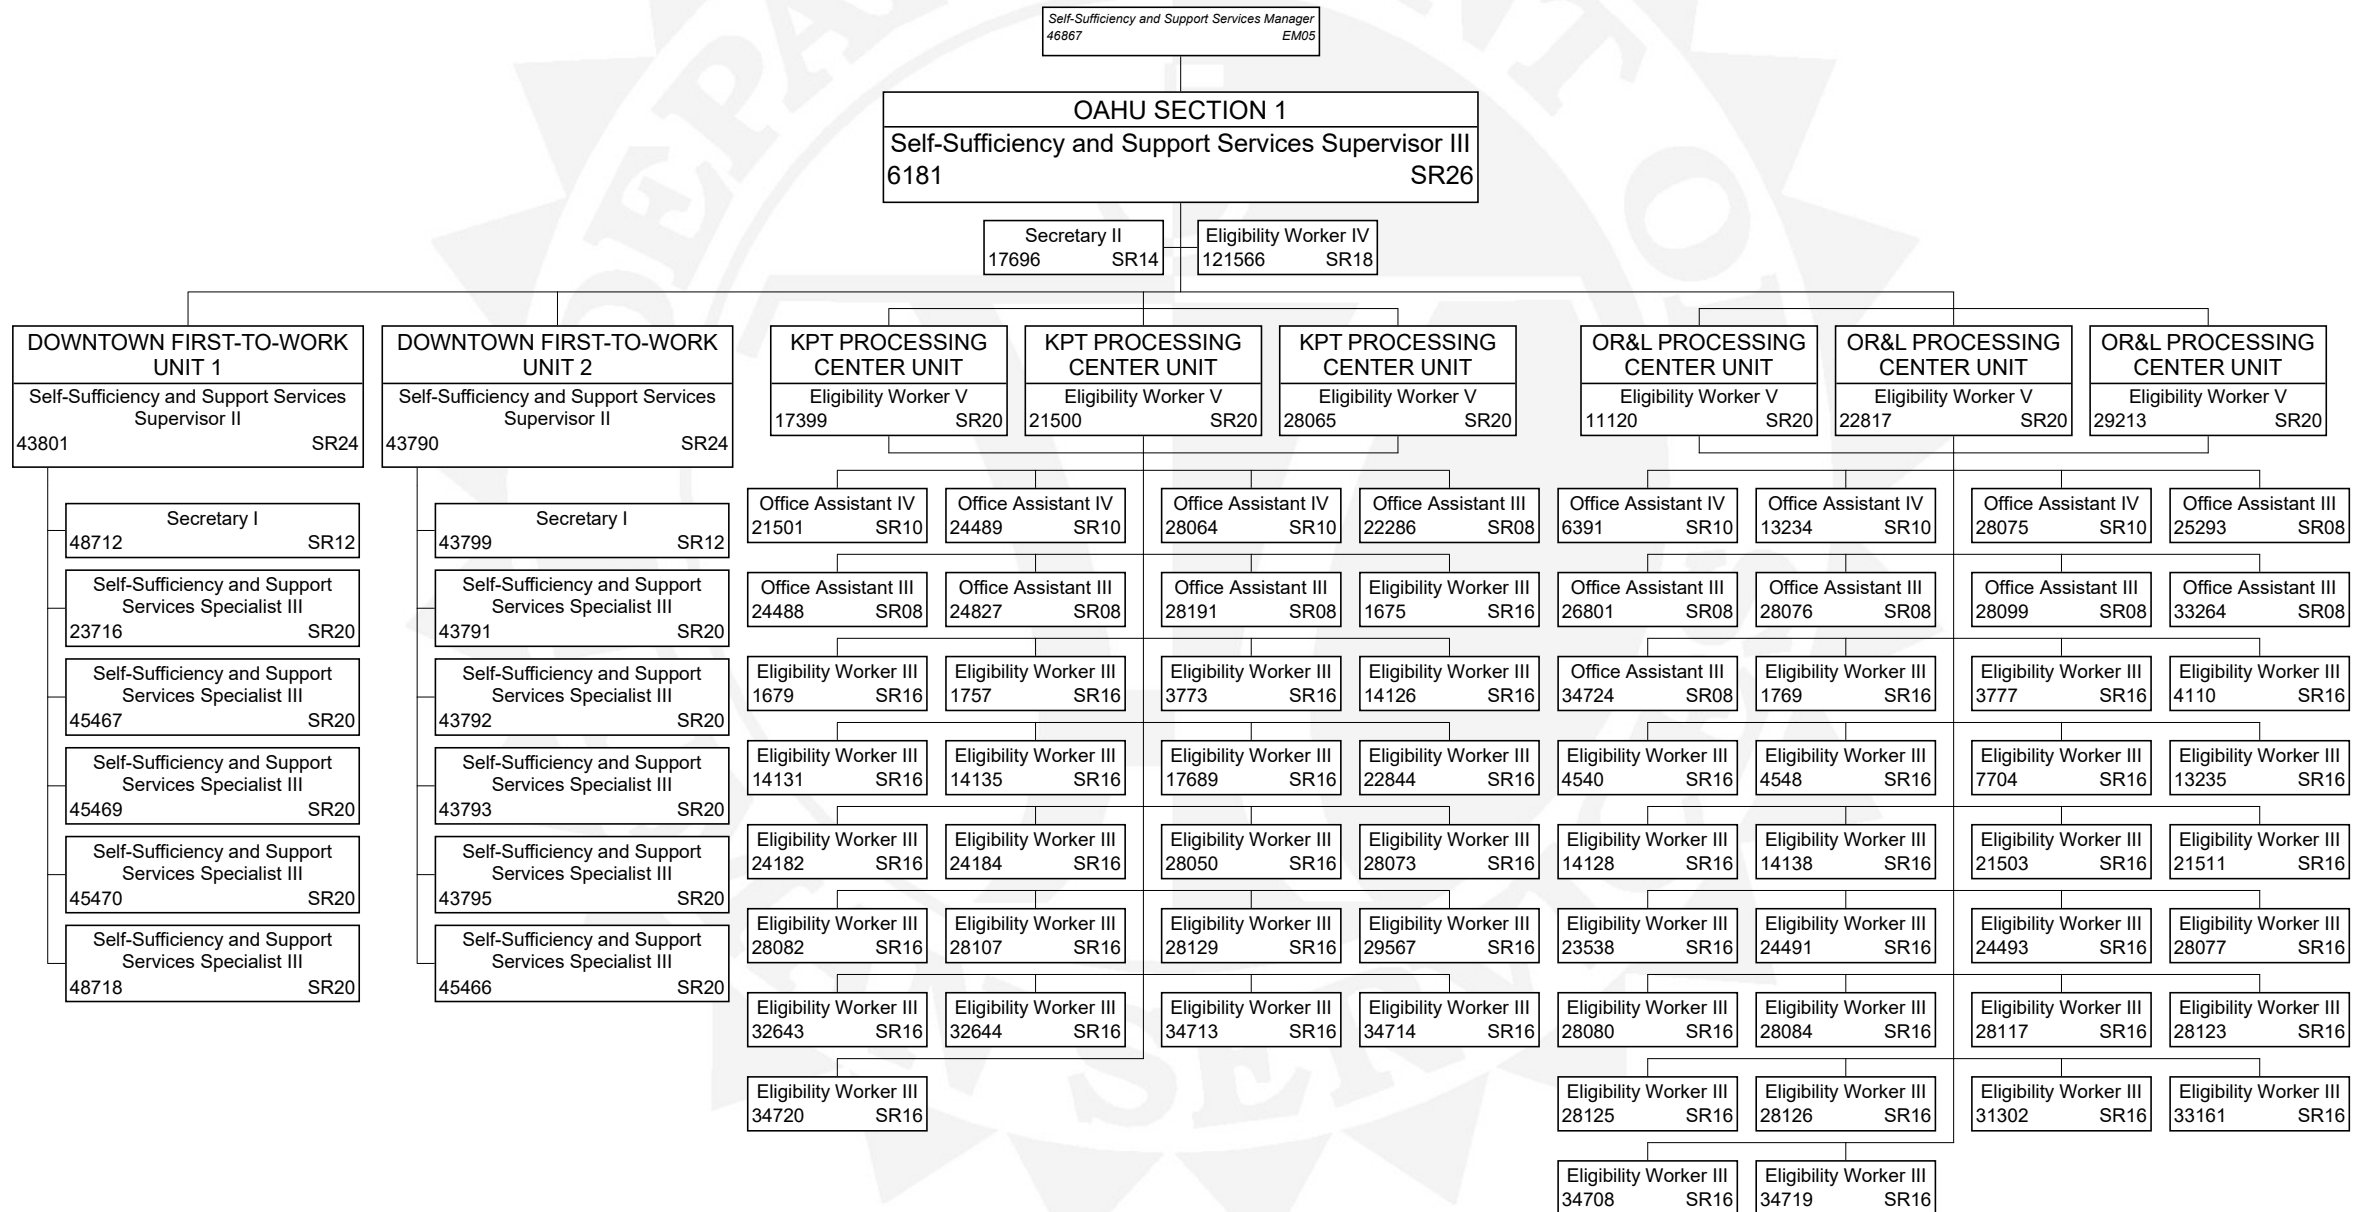 Self-Sufficiency and Support Services Manager
46867 EM05
OAHU SECTION 1
Self-Sufficiency and Support Services Supervisor III
6181 SR26
Secretary II
17696 SR14
Eligibility Worker IV
121566 SR18
DOWNTOWN FIRST-TO-WORK
UNIT 1
Self-Sufficiency and Support Services
Supervisor II
43801 SR24
Secretary I
48712 SR12
Self-Sufficiency and Support
Services Specialist III
23716 SR20
Self-Sufficiency and Support
Services Specialist III
45467 SR20
Self-Sufficiency and Support
Services Specialist III
45469 SR20
Self-Sufficiency and Support
Services Specialist III
45470 SR20
Self-Sufficiency and Support
Services Specialist III
48718 SR20
DOWNTOWN FIRST-TO-WORK
UNIT 2
Self-Sufficiency and Support Services
Supervisor II
43790 SR24
Secretary I
43799 SR12
Self-Sufficiency and Support
Services Specialist III
43791 SR20
Self-Sufficiency and Support
Services Specialist III
43792 SR20
Self-Sufficiency and Support
Services Specialist III
43793 SR20
Self-Sufficiency and Support
Services Specialist III
43795 SR20
Self-Sufficiency and Support
Services Specialist III
45466 SR20
KPT PROCESSING
CENTER UNIT
Eligibility Worker V
17399 SR20
KPT PROCESSING
CENTER UNIT
Eligibility Worker V
21500 SR20
KPT PROCESSING
CENTER UNIT
Eligibility Worker V
28065 SR20
Office Assistant IV
21501 SR10
Office Assistant IV
24489 SR10
Office Assistant IV
28064 SR10
Office Assistant III
22286 SR08
Office Assistant III
24488 SR08
Office Assistant III
24827 SR08
Office Assistant III
28191 SR08
Eligibility Worker III
1675 SR16
Eligibility Worker III
1679 SR16
Eligibility Worker III
1757 SR16
Eligibility Worker III
3773 SR16
Eligibility Worker III
14126 SR16
Eligibility Worker III
14131 SR16
Eligibility Worker III
14135 SR16
Eligibility Worker III
17689 SR16
Eligibility Worker III
22844 SR16
Eligibility Worker III
24182 SR16
Eligibility Worker III
24184 SR16
Eligibility Worker III
28050 SR16
Eligibility Worker III
28073 SR16
Eligibility Worker III
28082 SR16
Eligibility Worker III
28107 SR16
Eligibility Worker III
28129 SR16
Eligibility Worker III
29567 SR16
Eligibility Worker III
32643 SR16
Eligibility Worker III
32644 SR16
Eligibility Worker III
34713 SR16
Eligibility Worker III
34714 SR16
Eligibility Worker III
34720 SR16
OR&L PROCESSING
CENTER UNIT
Eligibility Worker V
11120 SR20
OR&L PROCESSING
CENTER UNIT
Eligibility Worker V
22817 SR20
OR&L PROCESSING
CENTER UNIT
Eligibility Worker V
29213 SR20
Office Assistant IV
6391 SR10
Office Assistant IV
13234 SR10
Office Assistant IV
28075 SR10
Office Assistant III
25293 SR08
Office Assistant III
26801 SR08
Office Assistant III
28076 SR08
Office Assistant III
28099 SR08
Office Assistant III
33264 SR08
Office Assistant III
34724 SR08
Eligibility Worker III
1769 SR16
Eligibility Worker III
3777 SR16
Eligibility Worker III
4110 SR16
Eligibility Worker III
4540 SR16
Eligibility Worker III
4548 SR16
Eligibility Worker III
7704 SR16
Eligibility Worker III
13235 SR16
Eligibility Worker III
14128 SR16
Eligibility Worker III
14138 SR16
Eligibility Worker III
21503 SR16
Eligibility Worker III
21511 SR16
Eligibility Worker III
23538 SR16
Eligibility Worker III
24491 SR16
Eligibility Worker III
24493 SR16
Eligibility Worker III
28077 SR16
Eligibility Worker III
28080 SR16
Eligibility Worker III
28084 SR16
Eligibility Worker III
28117 SR16
Eligibility Worker III
28123 SR16
Eligibility Worker III
28125 SR16
Eligibility Worker III
28126 SR16
Eligibility Worker III
31302 SR16
Eligibility Worker III
33161 SR16
Eligibility Worker III
34708 SR16
Eligibility Worker III
34719 SR16